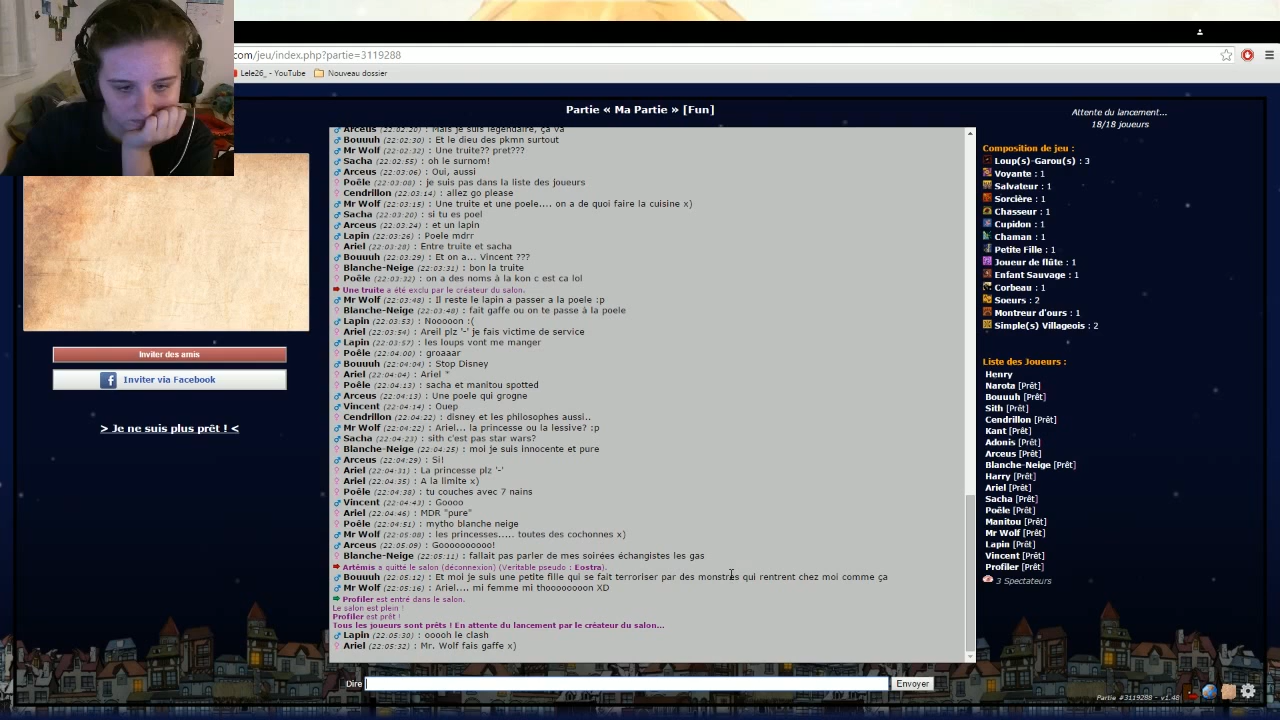 com/jeu/index.php?partie=3119288
Lele26_ - YouTube
Nouveau dossier
Partie « Ma Partie » [Fun]
Arceus (22:02:20) : Mais je suis légendaire, ça va
Bouuuh (22:02:30) : Et le dieu des pkmn surtout
Mr Wolf (22:02:32) : Une truite?? pret???
Sacha (22:02:55) : oh le surnom!
Arceus (22:03:06) : Oui, aussi
Poêle (22:03:08) : je suis pas dans la liste des joueurs
Cendrillon (22:03:14) : allez go please
Mr Wolf (22:03:15) : Une truite et une poele.... on a de quoi faire la cuisine x)
Sacha (22:03:20) : si tu es poel
Arceus (22:03:24) : et un lapin
Lapin (22:03:26) : Poele mdrr
Ariel (22:03:28) : Entre truite et sacha
Bouuuh (22:03:29) : Et on a... Vincent ???
Blanche-Neige (22:03:31) : bon la truite
Poêle (22:03:32) : on a des noms à la kon c est ca lol
Une truite a été exclu par le créateur du salon.
Mr Wolf (22:03:48) : Il reste le lapin a passer a la poele :p
Blanche-Neige (22:03:48) : fait gaffe ou on te passe à la poele
Lapin (22:03:53) : Nooooon :(
Ariel (22:03:54) : Areil plz '-' je fais victime de service
Lapin (22:03:57) : les loups vont me manger
Poêle (22:04:00) : groaaar
Bouuuh (22:04:04) : Stop Disney
Ariel (22:04:04) : Ariel *
Poêle (22:04:13) : sacha et manitou spotted
Arceus (22:04:13) : Une poele qui grogne
Vincent (22:04:14) : Ouep
Cendrillon (22:04:22) : disney et les philosophes aussi..
Mr Wolf (22:04:22) : Ariel... la princesse ou la lessive? :p
Sacha (22:04:23) : sith c'est pas star wars?
Blanche-Neige (22:04:25) : moi je suis innocente et pure
Arceus (22:04:29) : Si!
Ariel (22:04:31) : La princesse plz '-'
Ariel (22:04:35) : A la limite x)
Poêle (22:04:38) : tu couches avec 7 nains
Vincent (22:04:43) : Goooo
Ariel (22:04:46) : MDR "pure"
Poêle (22:04:51) : mytho blanche neige
Mr Wolf (22:05:08) : les princesses..... toutes des cochonnes x)
Arceus (22:05:09) : Goooooooooo!
Blanche-Neige (22:05:11) : fallait pas parler de mes soirées échangistes les gas
Artémis a quitté le salon (déconnexion) (Veritable pseudo : Eostra).
Bouuuh (22:05:12) : Et moi je suis une petite fille qui se fait terroriser par des monstres qui rentrent chez moi comme ça
Mr Wolf (22:05:16) : Ariel.... mi femme mi thooooooooon XD
Profiler est entré dans le salon.
Le salon est plein !
Profiler est prêt !
Tous les joueurs sont prêts ! En attente du lancement par le créateur du salon...
Lapin (22:05:30) : ooooh le clash
Ariel (22:05:32) : Mr. Wolf fais gaffe x)
Dire
Envoyer
Inviter des amis
Inviter via Facebook
> Je ne suis plus prêt ! <
Attente du lancement...
18/18 joueurs
Composition de jeu :
Loup(s)-Garou(s) : 3
Voyante : 1
Salvateur : 1
Sorcière : 1
Chasseur : 1
Cupidon : 1
Chaman : 1
Petite Fille : 1
Joueur de flûte : 1
Enfant Sauvage : 1
Corbeau : 1
Soeurs : 2
Montreur d'ours : 1
Simple(s) Villageois : 2
Liste des Joueurs :
Henry
Narota [Prêt]
Bouuuh [Prêt]
Sith [Prêt]
Cendrillon [Prêt]
Kant [Prêt]
Adonis [Prêt]
Arceus [Prêt]
Blanche-Neige [Prêt]
Harry [Prêt]
Ariel [Prêt]
Sacha [Prêt]
Poêle [Prêt]
Manitou [Prêt]
Mr Wolf [Prêt]
Lapin [Prêt]
Vincent [Prêt]
Profiler [Prêt]
3 Spectateurs
Partie #3119288 - v1.48